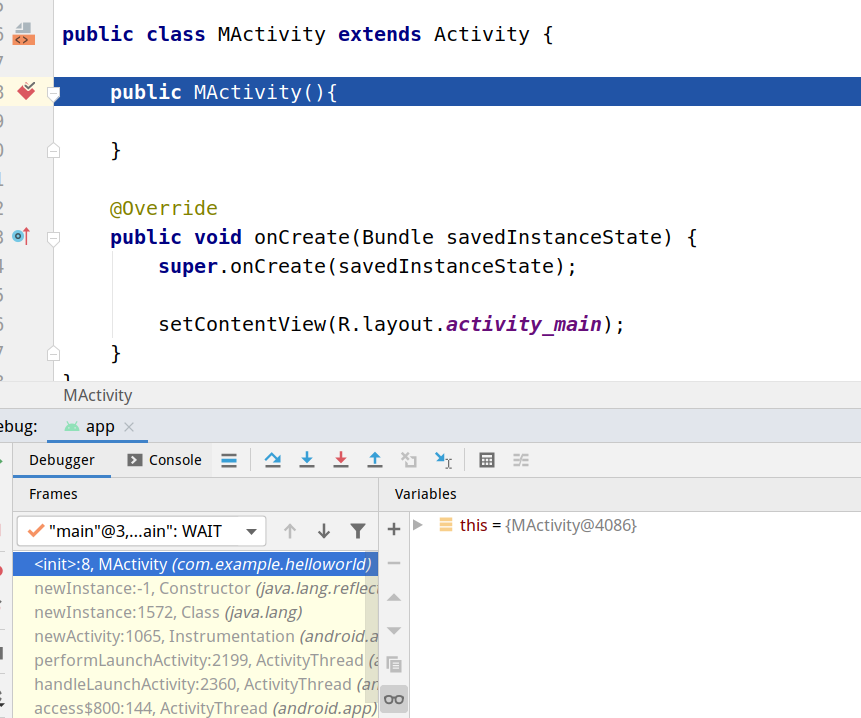 public class MActivity extends Activity {
public MActivity(){
}
@Override
public void onCreate(Bundle savedInstanceState) {
super.onCreate(savedInstanceState);
setContentView(R.layout.activity_main);
}
MActivity
ebug: app
Debugger Console
Frames Variables
"main"@3,...ain": WAIT
this = {MActivity@4086}
<init>:8, MActivity (com.example.helloworld)
newInstance:-1, Constructor (java.lang.reflec
newInstance:1572, Class (java.lang)
newActivity:1065, Instrumentation (android.a
performLaunchActivity:2199, ActivityThread (a
handleLaunchActivity:2360, ActivityThread (an
access$800:144, ActivityThread (android.app)